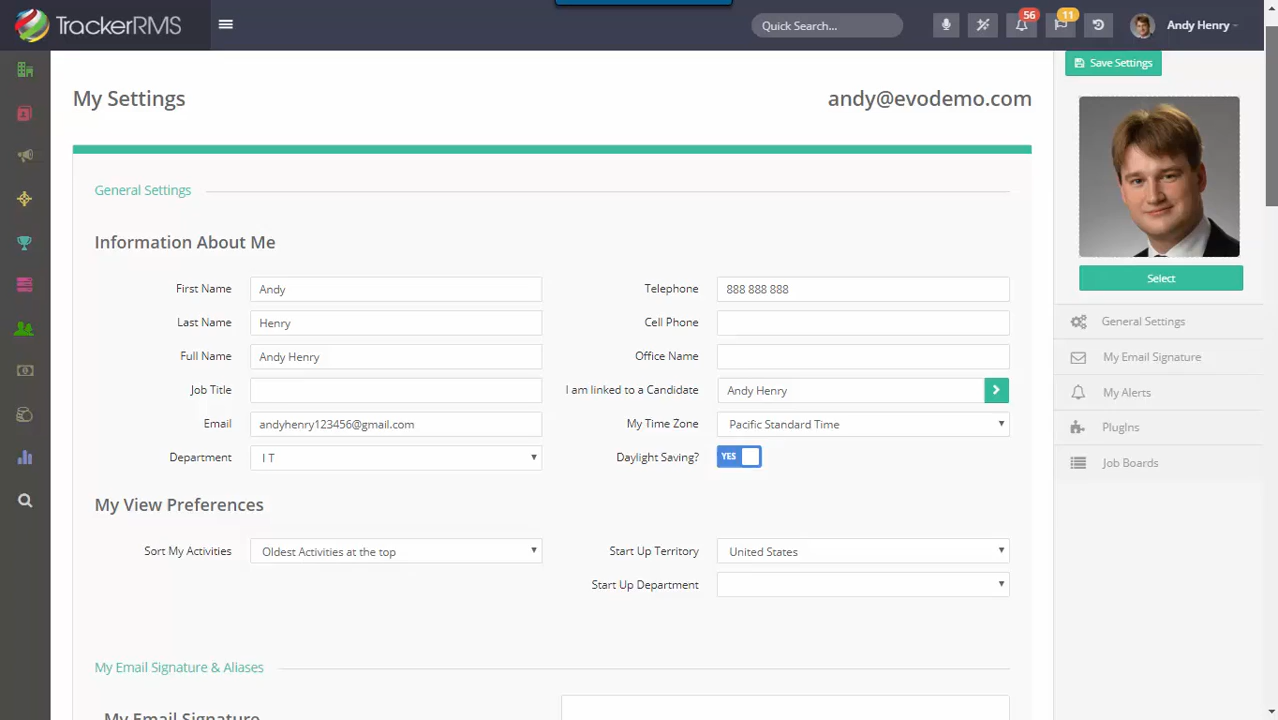 TrackerRMS
Quick Search...
56
11
Andy Henry
Save Settings
My Settings
andy@evodemo.com
General Settings
Information About Me
First Name Andy
Telephone 888 888 888
Last Name Henry
Cell Phone
Full Name Andy Henry
Office Name
Job Title
I am linked to a Candidate Andy Henry
Email andyhenry123456@gmail.com
My Time Zone Pacific Standard Time
Department I T
Daylight Saving? YES
My View Preferences
Sort My Activities Oldest Activities at the top
Start Up Territory United States
Start Up Department
My Email Signature & Aliases
My Email Signature
Select
General Settings
My Email Signature
My Alerts
PlugIns
Job Boards